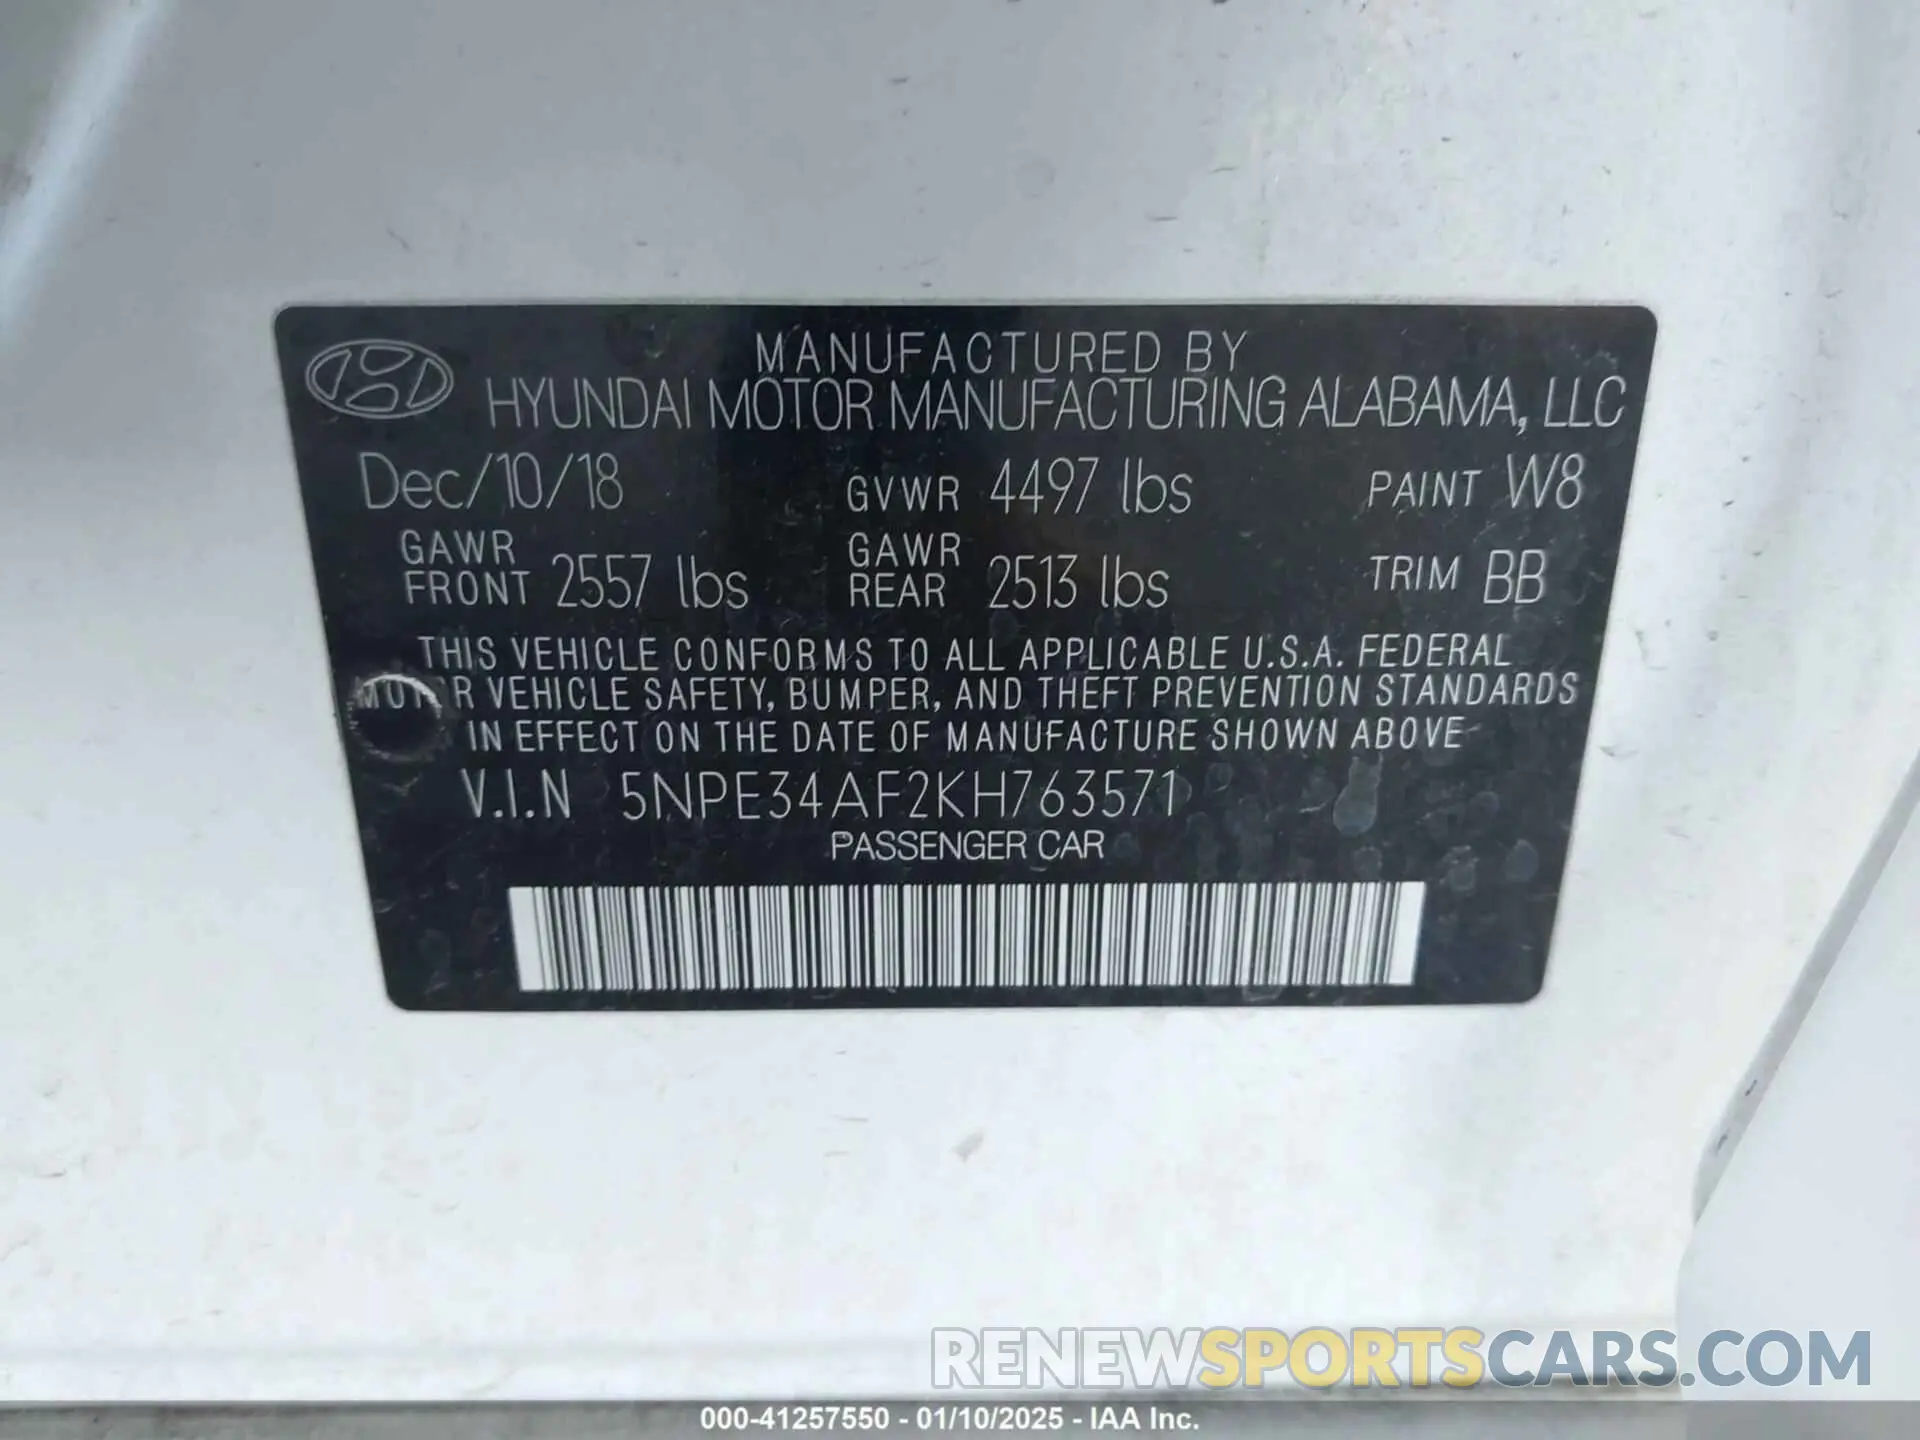 MANUFACTURED BY
HYUNDAI MOTOR MANUFACTURING ALABAMA, LLC
Dec/10/18 GVWR 4497 lbs PAINT W8
GAWR FRONT 2557 lbs GAWR REAR 2513 lbs TRIM BB
THIS VEHICLE CONFORMS TO ALL APPLICABLE U.S.A. FEDERAL
MOTOR VEHICLE SAFETY, BUMPER, AND THEFT PREVENTION STANDARDS
IN EFFECT ON THE DATE OF MANUFACTURE SHOWN ABOVE
V.I.N 5NPE34AF2KH763571
PASSENGER CAR
RENEWSPORTSCARS.COM
000-41257550 - 01/10/2025 - IAA Inc.